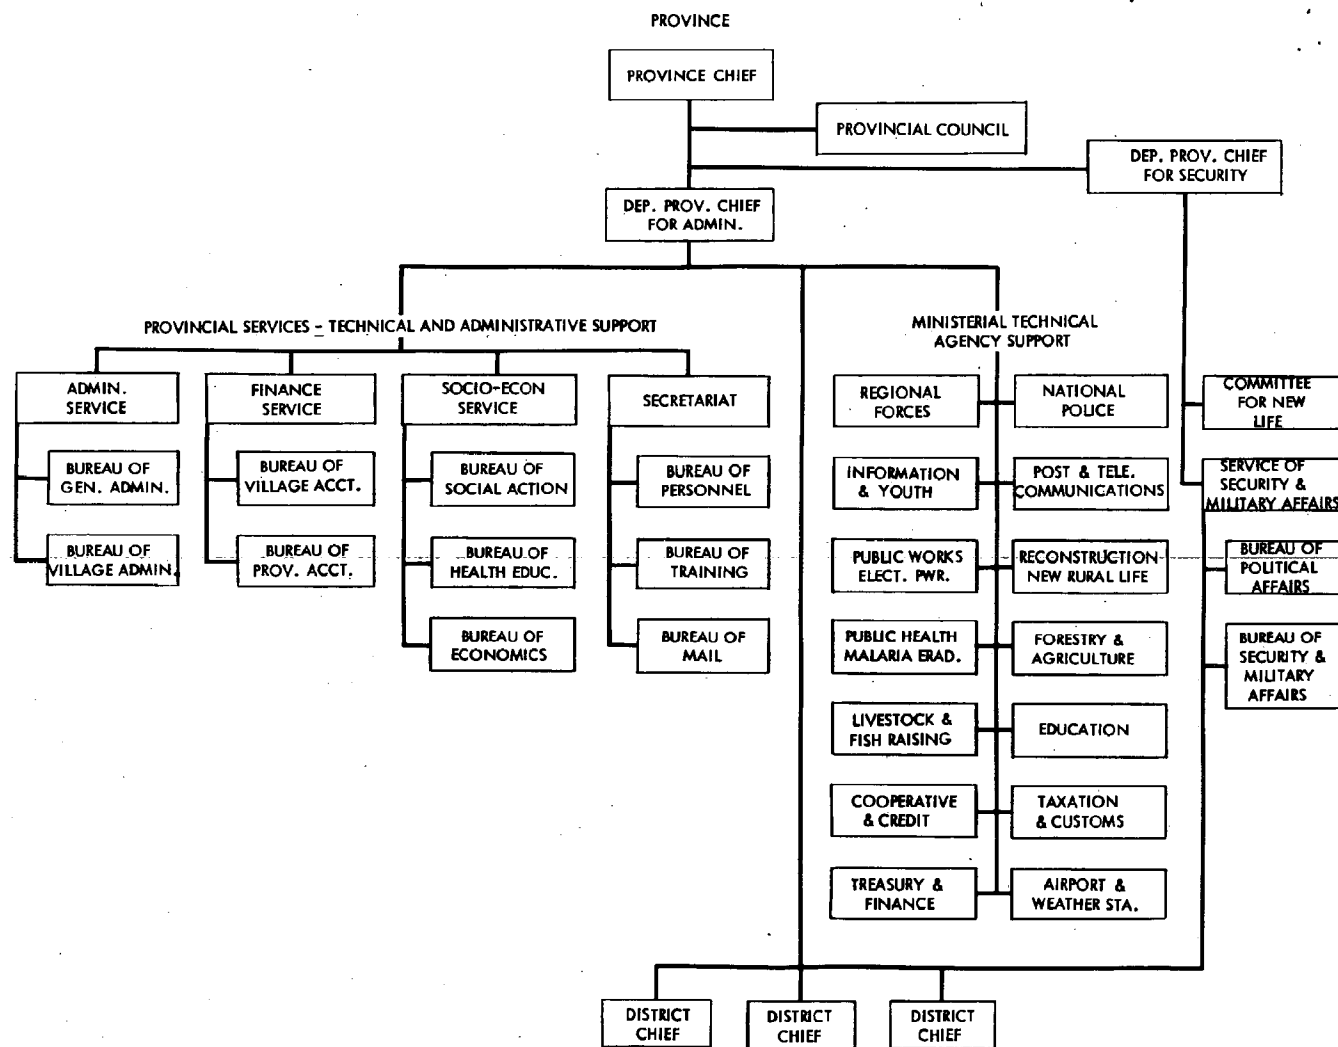 PROVINCE
PROVINCE CHIEF
PROVINCIAL COUNCIL
DEP. PROV. CHIEF
FOR SECURITY
DEP. PROV. CHIEF
FOR ADMIN.
PROVINCIAL SERVICES - TECHNICAL AND ADMINISTRATIVE SUPPORT
MINISTERIAL TECHNICAL
AGENCY SUPPORT
ADMIN.
SERVICE
FINANCE
SERVICE
SOCIO-ECON
SERVICE
SECRETARIAT
REGIONAL
FORCES
NATIONAL
POLICE
COMMITTEE
FOR NEW
LIFE
BUREAU OF
GEN. ADMIN.
BUREAU OF
VILLAGE ACCT.
BUREAU OF
SOCIAL ACTION
BUREAU OF
PERSONNEL
INFORMATION
& YOUTH
POST & TELE.
COMMUNICATIONS
SERVICE OF
SECURITY &
MILITARY AFFAIRS
BUREAU OF
VILLAGE ADMIN.
BUREAU OF
PROV. ACCT.
BUREAU OF
HEALTH EDUC.
BUREAU OF
TRAINING
PUBLIC WORKS
ELECT. PWR.
RECONSTRUCTION
NEW RURAL LIFE
BUREAU OF
POLITICAL
AFFAIRS
BUREAU OF
ECONOMICS
BUREAU OF
MAIL
PUBLIC HEALTH
MALARIA ERAD.
FORESTRY &
AGRICULTURE
BUREAU OF
SECURITY &
MILITARY
AFFAIRS
LIVESTOCK &
FISH RAISING
EDUCATION
COOPERATIVE
& CREDIT
TAXATION
& CUSTOMS
TREASURY &
FINANCE
AIRPORT &
WEATHER STA.
DISTRICT
CHIEF
DISTRICT
CHIEF
DISTRICT
CHIEF